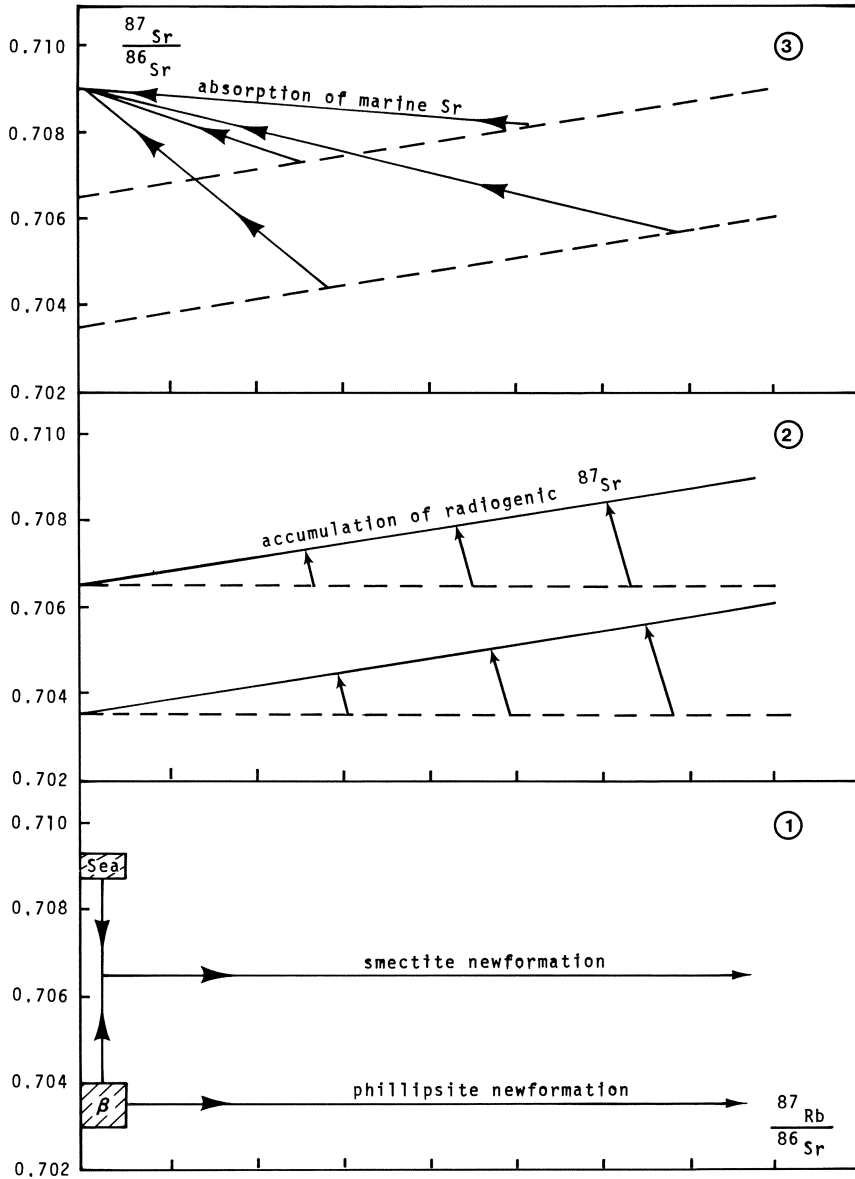 0.710
87Sr
86Sr
③
absorption of marine Sr
0.708
0.706
0.704
0.702
0.710
②
accumulation of radiogenic 87Sr
0.708
0.706
0.704
0.702
0.710
①
Sea
0.708
smectite newformation
0.706
0.704
β
phillipsite newformation
87Rb
86Sr
0.702